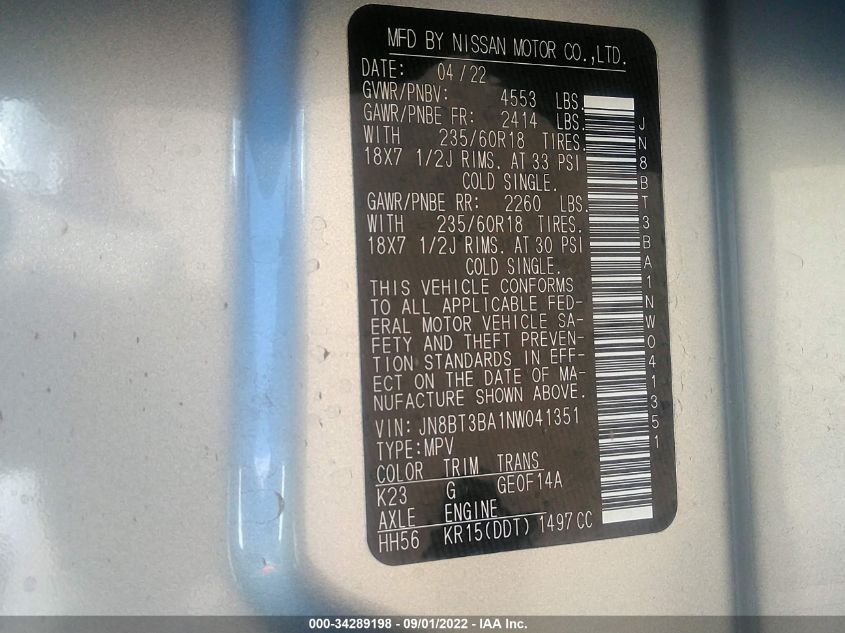 MFD BY NISSAN MOTOR CO.,LTD.
DATE: 04/22
GVWR/PNBV: 4553 LBS.
GAWR/PNBE FR: 2414 LBS.
WITH 235/60R18 TIRES.
18X7 1/2J RIMS. AT 33 PSI
COLD SINGLE.
GAWR/PNBE RR: 2260 LBS.
WITH 235/60R18 TIRES.
18X7 1/2J RIMS. AT 30 PSI
COLD SINGLE.
THIS VEHICLE CONFORMS
TO ALL APPLICABLE FED-
ERAL MOTOR VEHICLE SA-
FETY AND THEFT PREVEN-
TION STANDARDS IN EFF-
ECT ON THE DATE OF MA-
NUFACTURE SHOWN ABOVE.
VIN: JN8BT3BA1NW041351
TYPE:MPV
COLOR TRIM TRANS
K23 G GE0F14A
AXLE ENGINE
HH56 KR15(DDT) 1497CC
JN8BT3BA1NW041351
000-34289198 - 09/01/2022 - IAA Inc.